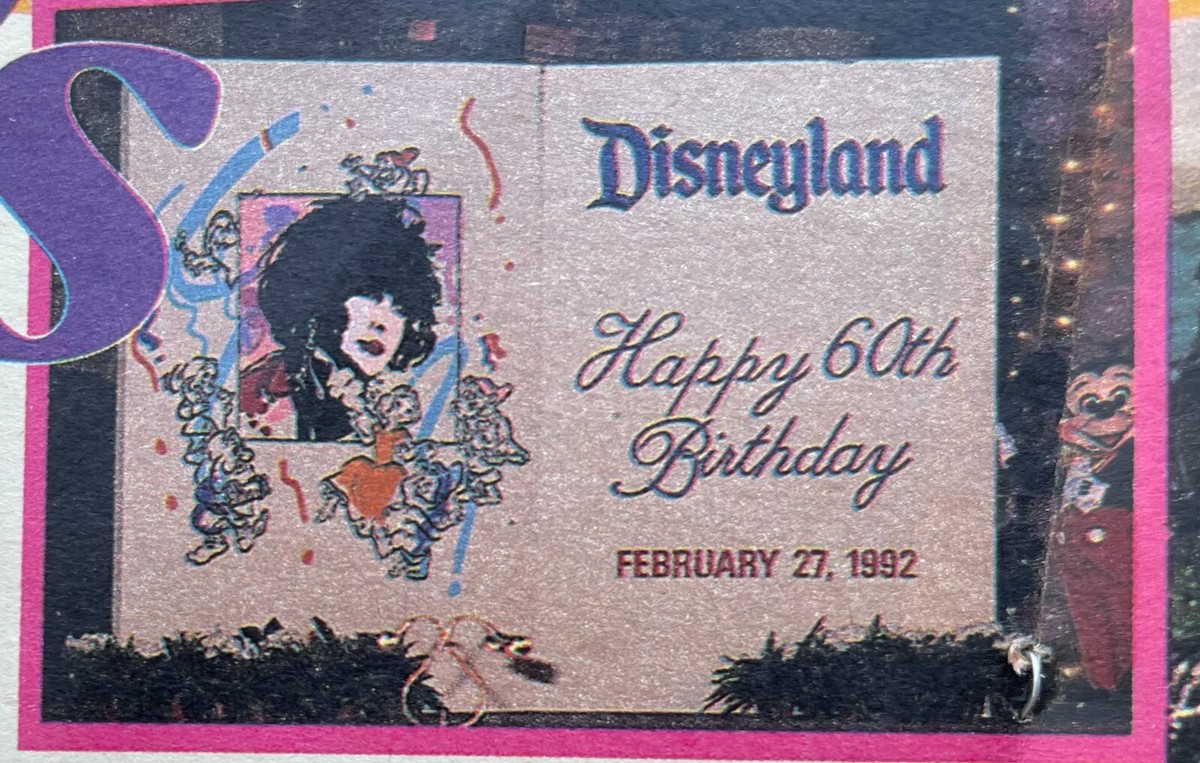 S
Disneyland
Happy 60th
Birthday
FEBRUARY 27, 1992